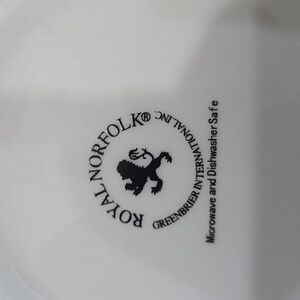 ROYAL NORFOLK®
GREENBRIER INTERNATIONAL, INC.
Microwave and Dishwasher Safe